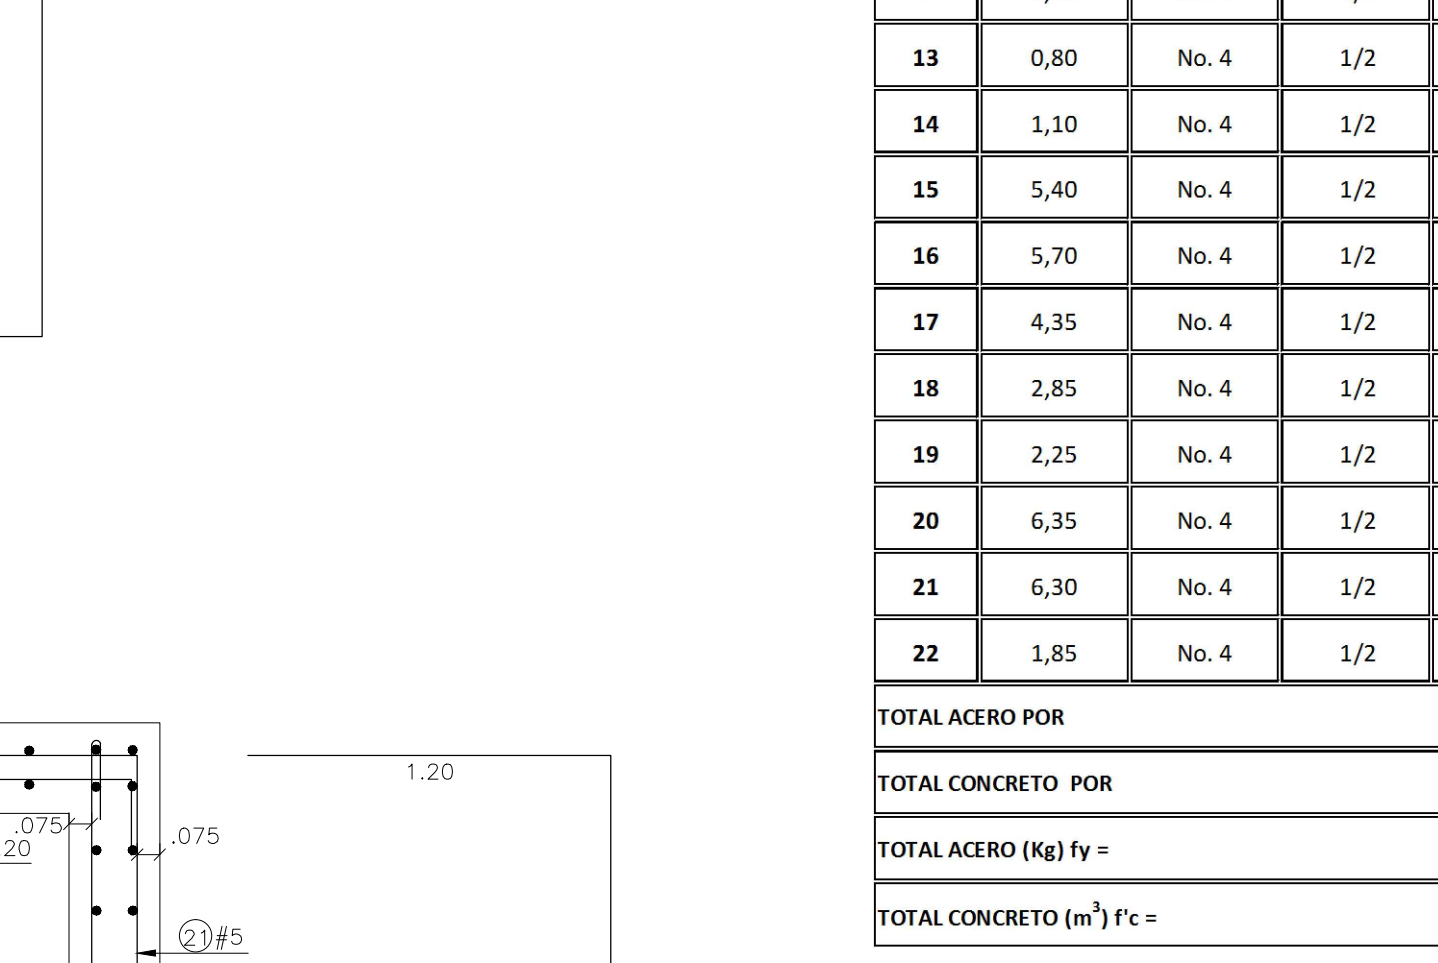 13 0,80 No. 4 1/2
14 1,10 No. 4 1/2
15 5,40 No. 4 1/2
16 5,70 No. 4 1/2
17 4,35 No. 4 1/2
18 2,85 No. 4 1/2
19 2,25 No. 4 1/2
20 6,35 No. 4 1/2
21 6,30 No. 4 1/2
22 1,85 No. 4 1/2
TOTAL ACERO POR
TOTAL CONCRETO POR
TOTAL ACERO (Kg) fy =
TOTAL CONCRETO (m³) f'c =
1.20
.075
.075
20
21 #5